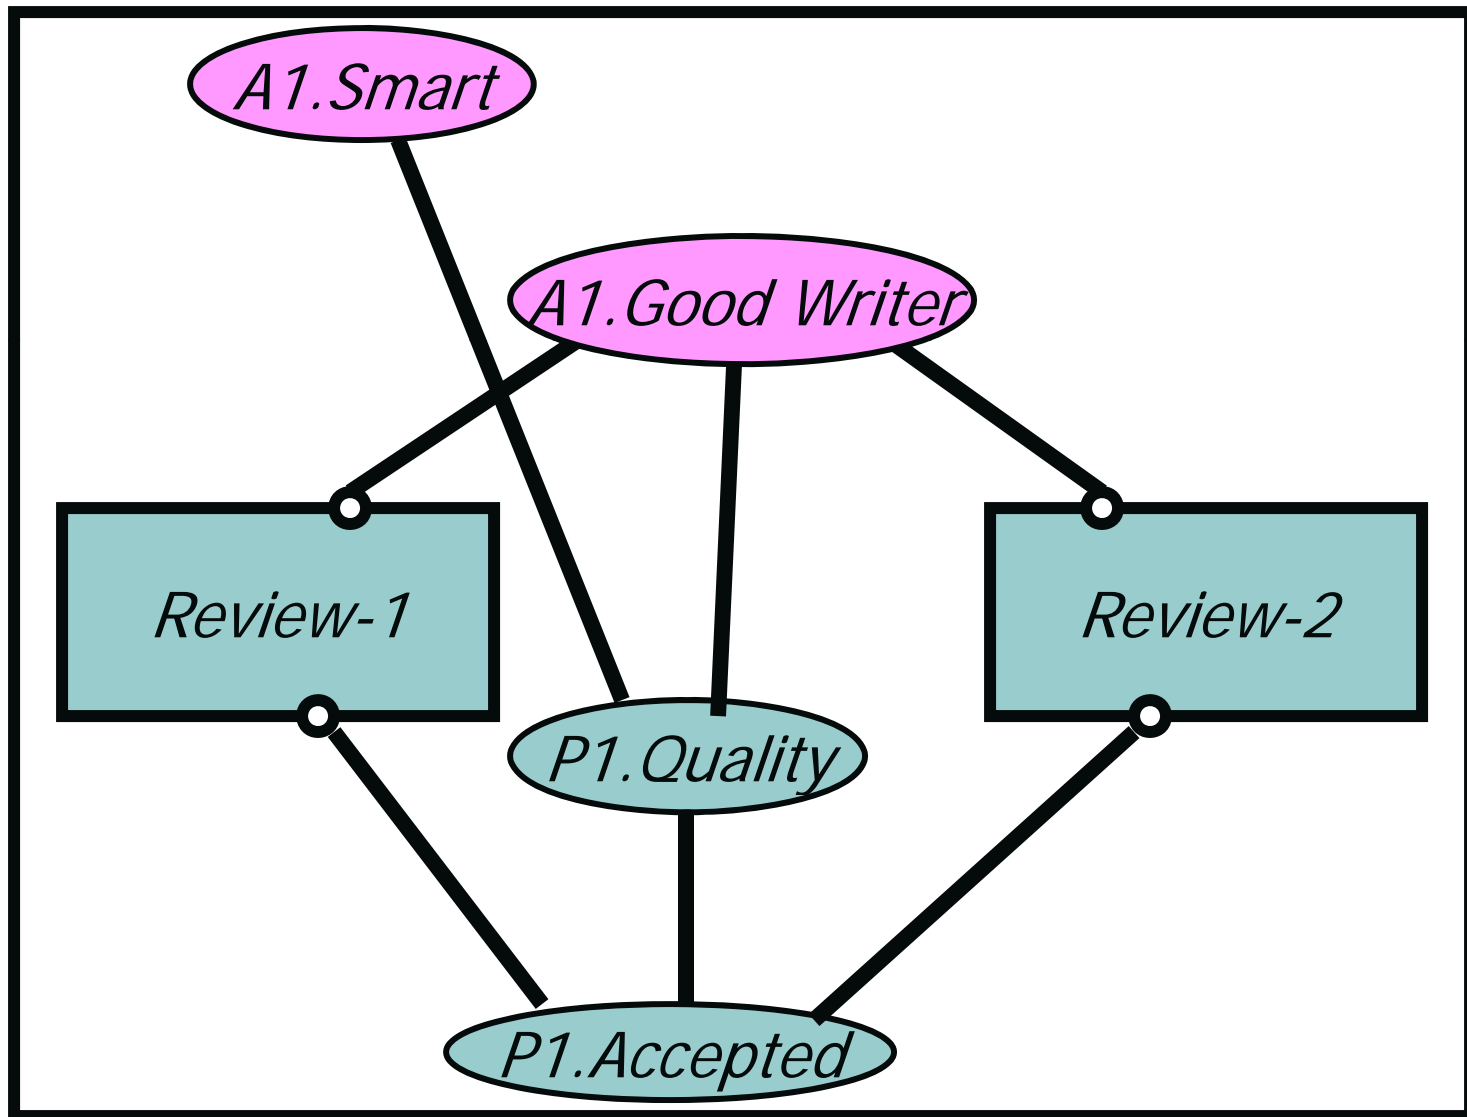 A1.Smart
A1.Good Writer
Review-1
Review-2
P1.Quality
P1.Accepted